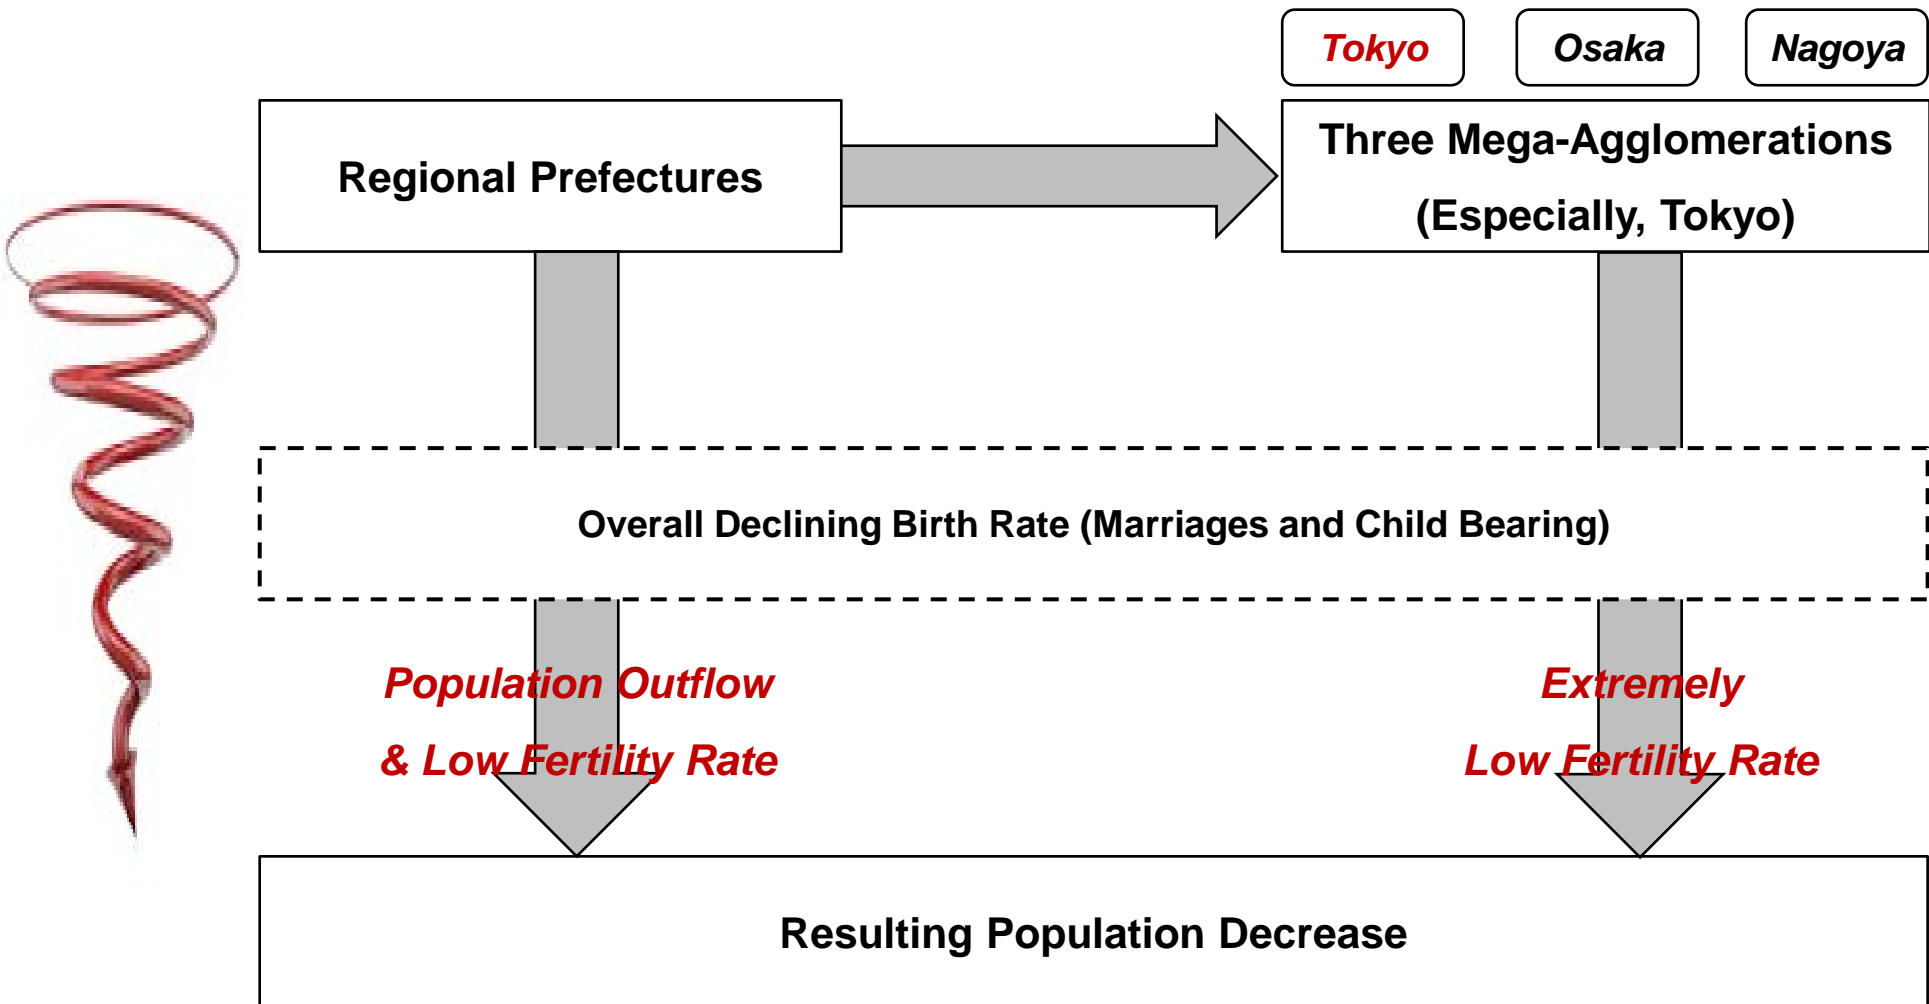 Tokyo
Osaka
Nagoya
Regional Prefectures
Three Mega-Agglomerations
(Especially, Tokyo)
Overall Declining Birth Rate (Marriages and Child Bearing)
Population Outflow
& Low Fertility Rate
Extremely
Low Fertility Rate
Resulting Population Decrease